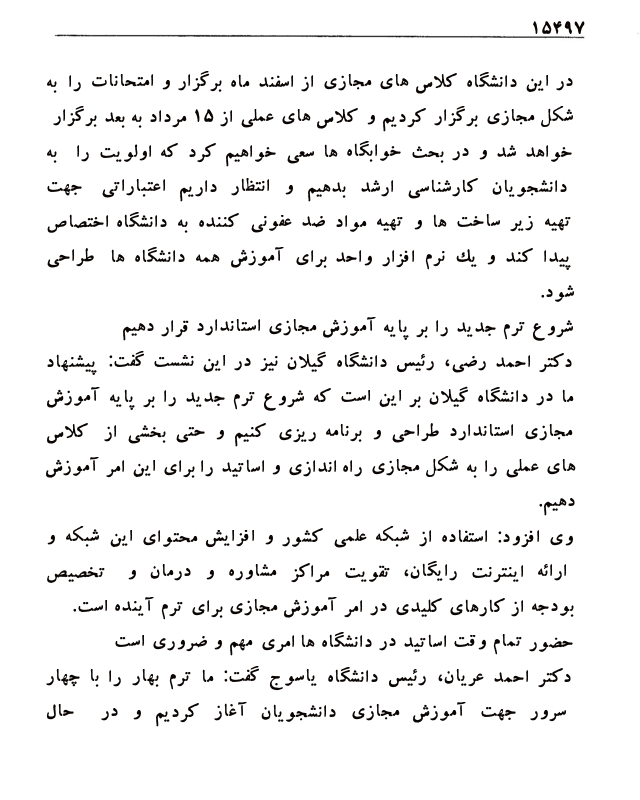 ۱۵۴۹۷
در این دانشگاه کلاس های مجازی از اسفند ماه برگزار و امتحانات را به
شکل مجازی برگزار کردیم و کلاس های عملی از ۱۵ مرداد به بعد برگزار
خواهد شد و در بحث خوابگاه ها سعی خواهیم کرد که اولویت را به
دانشجویان کارشناسی ارشد بدهیم و انتظار داریم اعتباراتی جهت
تهیه زیر ساخت ها و تهیه مواد ضد عفونی کننده به دانشگاه اختصاص
پیدا کند و یك نرم افزار واحد برای آموزش همه دانشگاه ها طراحی
شود.
شروع ترم جدید را بر پایه آموزش مجازی استاندارد قرار دهیم
دکتر احمد رضی، رئیس دانشگاه گیلان نیز در این نشست گفت: پیشنهاد
ما در دانشگاه گیلان بر این است که شروع ترم جدید را بر پایه آموزش
مجازی استاندارد طراحی و برنامه ریزی کنیم و حتی بخشی از کلاس
های عملی را به شکل مجازی راه اندازی و اساتید را برای این امر آموزش
دهیم.
وی افزود: استفاده از شبکه علمی کشور و افزایش محتوای این شبکه و
ارائه اینترنت رایگان، تقویت مراکز مشاوره و درمان و تخصیص
بودجه از کارهای کلیدی در امر آموزش مجازی برای ترم آینده است.
حضور تمام وقت اساتید در دانشگاه ها امری مهم و ضروری است
دکتر احمد عریان، رئیس دانشگاه یاسوج گفت: ما ترم بهار را با چهار
سرور جهت آموزش مجازی دانشجویان آغاز کردیم و در حال